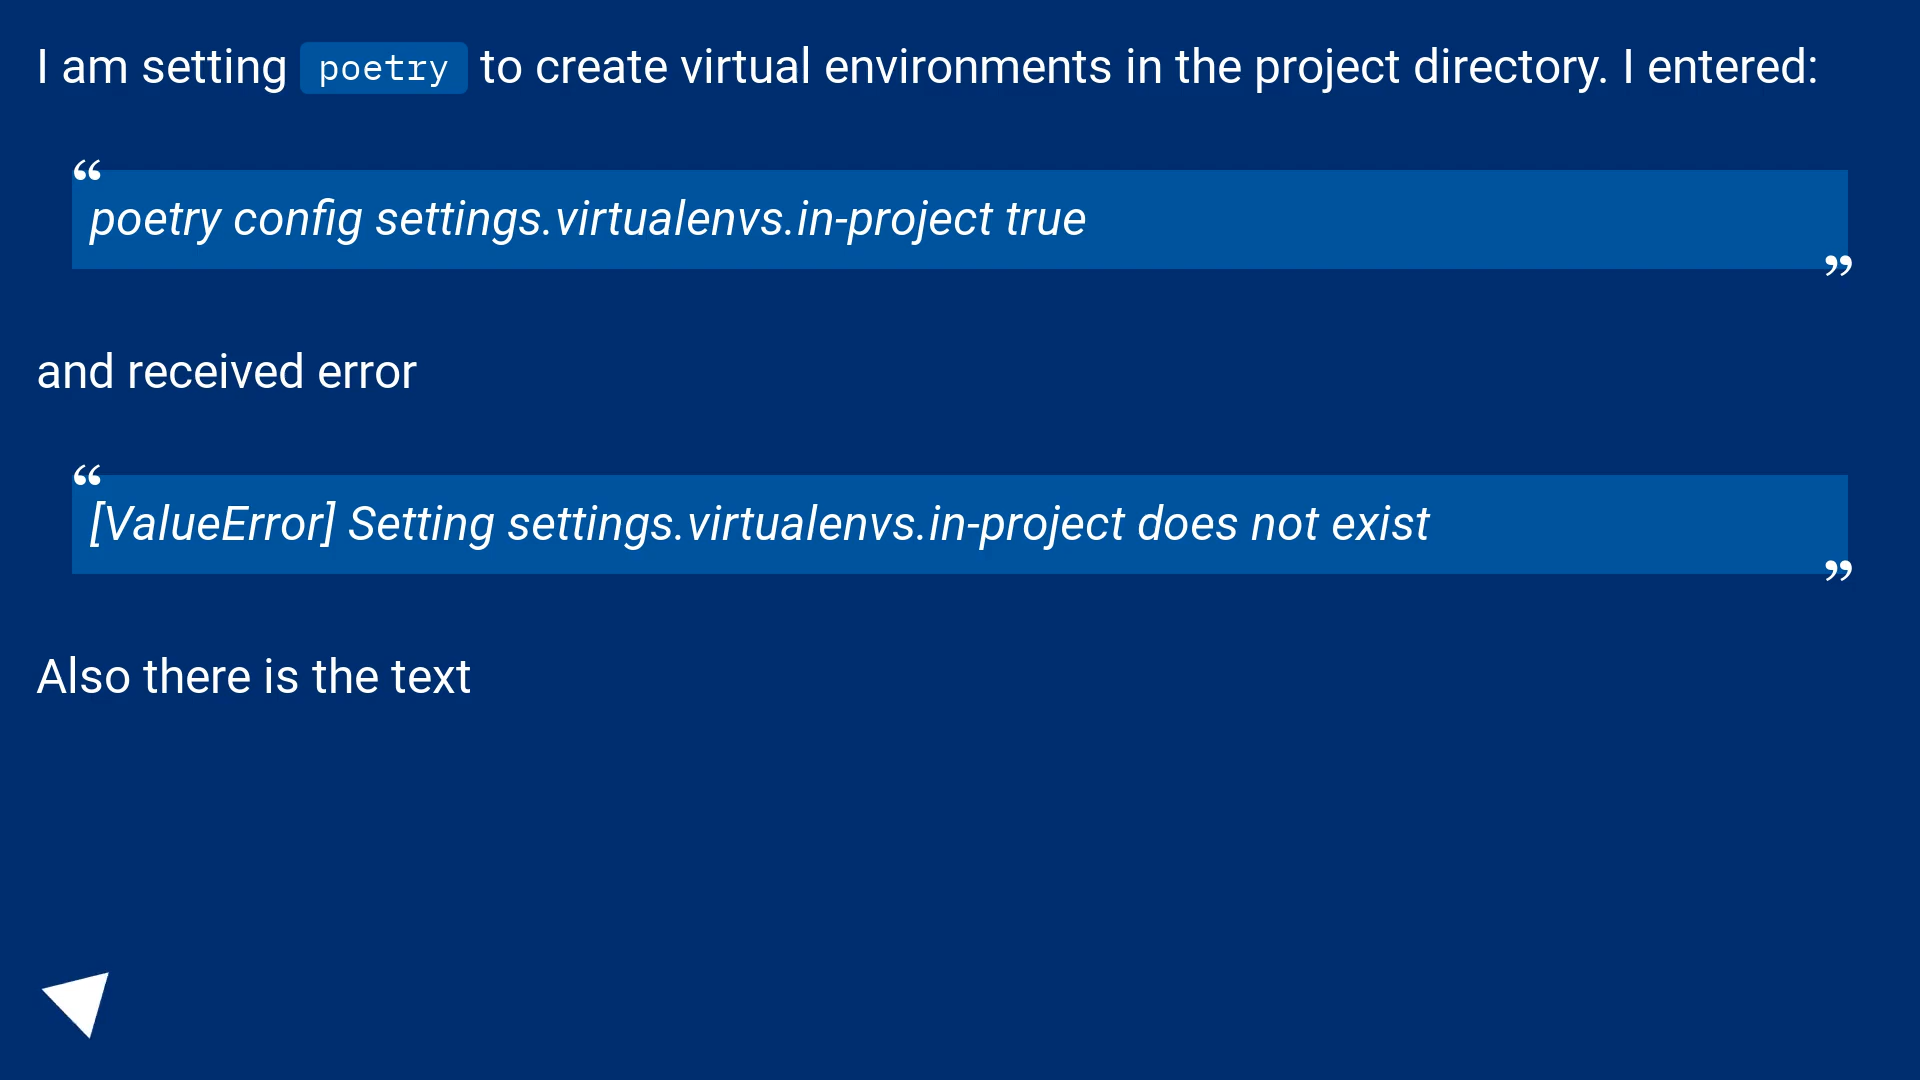 I am setting poetry to create virtual environments in the project directory. I entered:
“
poetry config settings.virtualenvs.in-project true
”
and received error
“
[ValueError] Setting settings.virtualenvs.in-project does not exist
”
Also there is the text